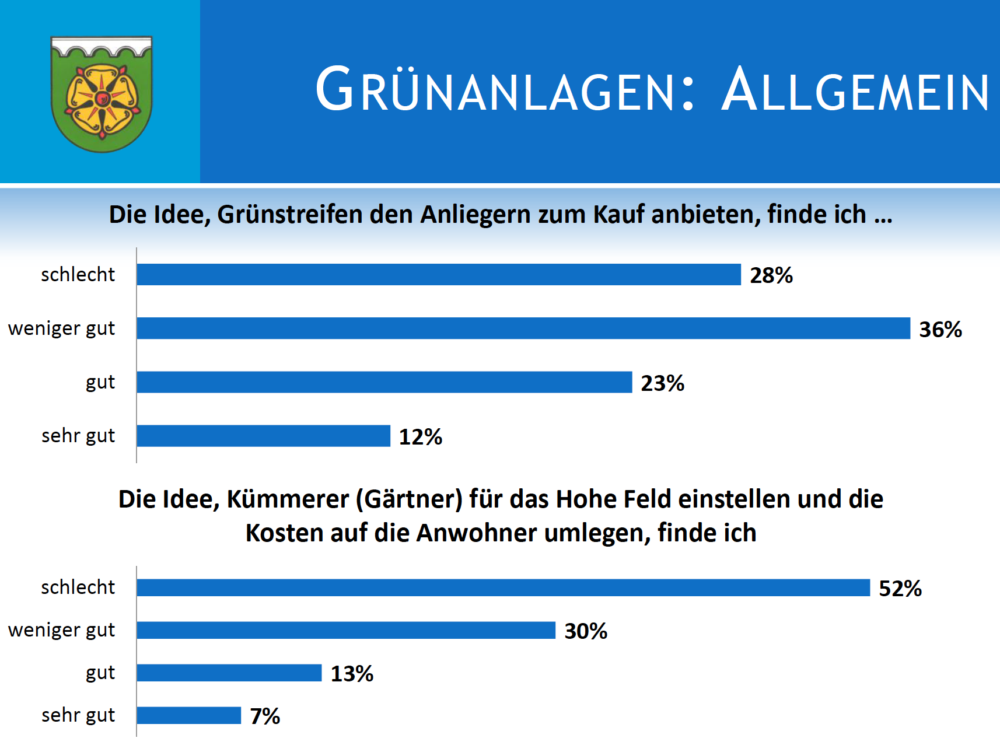 GRÜNANLAGEN: ALLGEMEIN
Die Idee, Grünstreifen den Anliegern zum Kauf anbieten, finde ich ...
schlecht 28%
weniger gut 36%
gut 23%
sehr gut 12%
Die Idee, Kümmerer (Gärtner) für das Hohe Feld einstellen und die
Kosten auf die Anwohner umlegen, finde ich
schlecht 52%
weniger gut 30%
gut 13%
sehr gut 7%